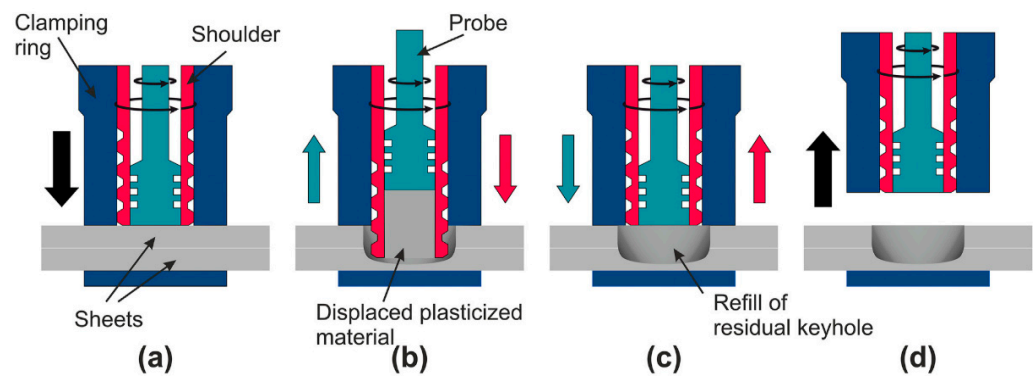 Clamping
ring
Shoulder
Probe
Sheets
Displaced plasticized
material
Refill of
residual keyhole
(a)
(b)
(c)
(d)